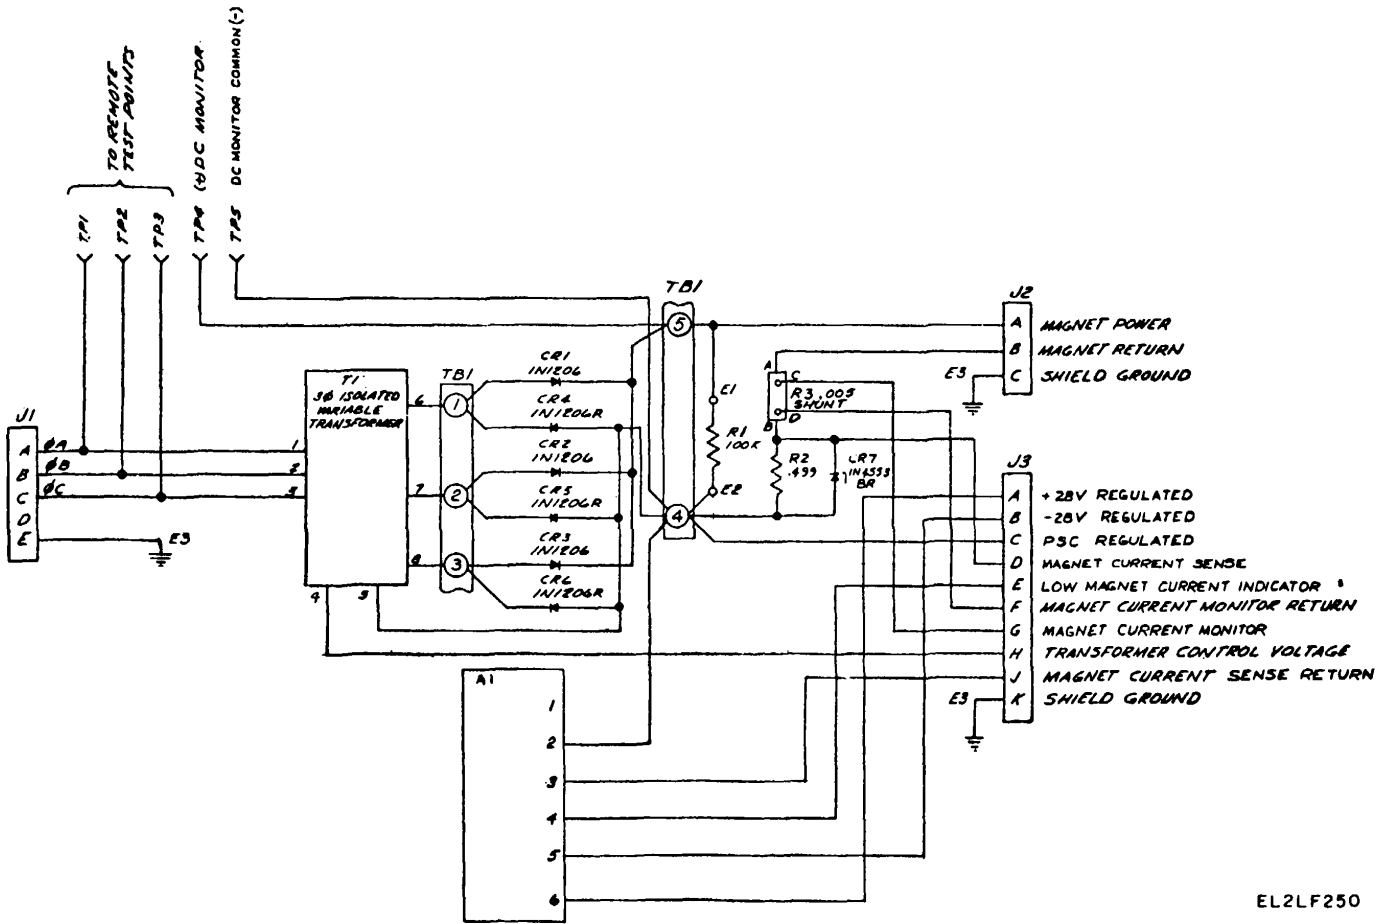 TO REMOTE
TEST POINTS
TP1
TP2
TP3
TP4 (+)DC MONITOR
TP5 DC MONITOR COMMON(-)
J1
A ØA
B ØB
C ØC
D
E
E3
T1
3Ø ISOLATED
VARIABLE
TRANSFORMER
1
2
3
4
5
6
7
8
TB1
1
2
3
CR1
1N1206
CR4
1N1206R
CR2
1N1206
CR5
1N1206R
CR3
1N1206
CR6
1N1206R
TB1
5
4
E1
R1
100K
E2
A
C
R3 .005
SHUNT
D
B
R2
.499
CR7
1N4553
BR
J2
A MAGNET POWER
B MAGNET RETURN
E3 C SHIELD GROUND
J3
A +28V REGULATED
B -28V REGULATED
C PSC REGULATED
D MAGNET CURRENT SENSE
E LOW MAGNET CURRENT INDICATOR
F MAGNET CURRENT MONITOR RETURN
G MAGNET CURRENT MONITOR
H TRANSFORMER CONTROL VOLTAGE
J MAGNET CURRENT SENSE RETURN
E3 K SHIELD GROUND
A1
1
2
3
4
5
6
EL2LF250